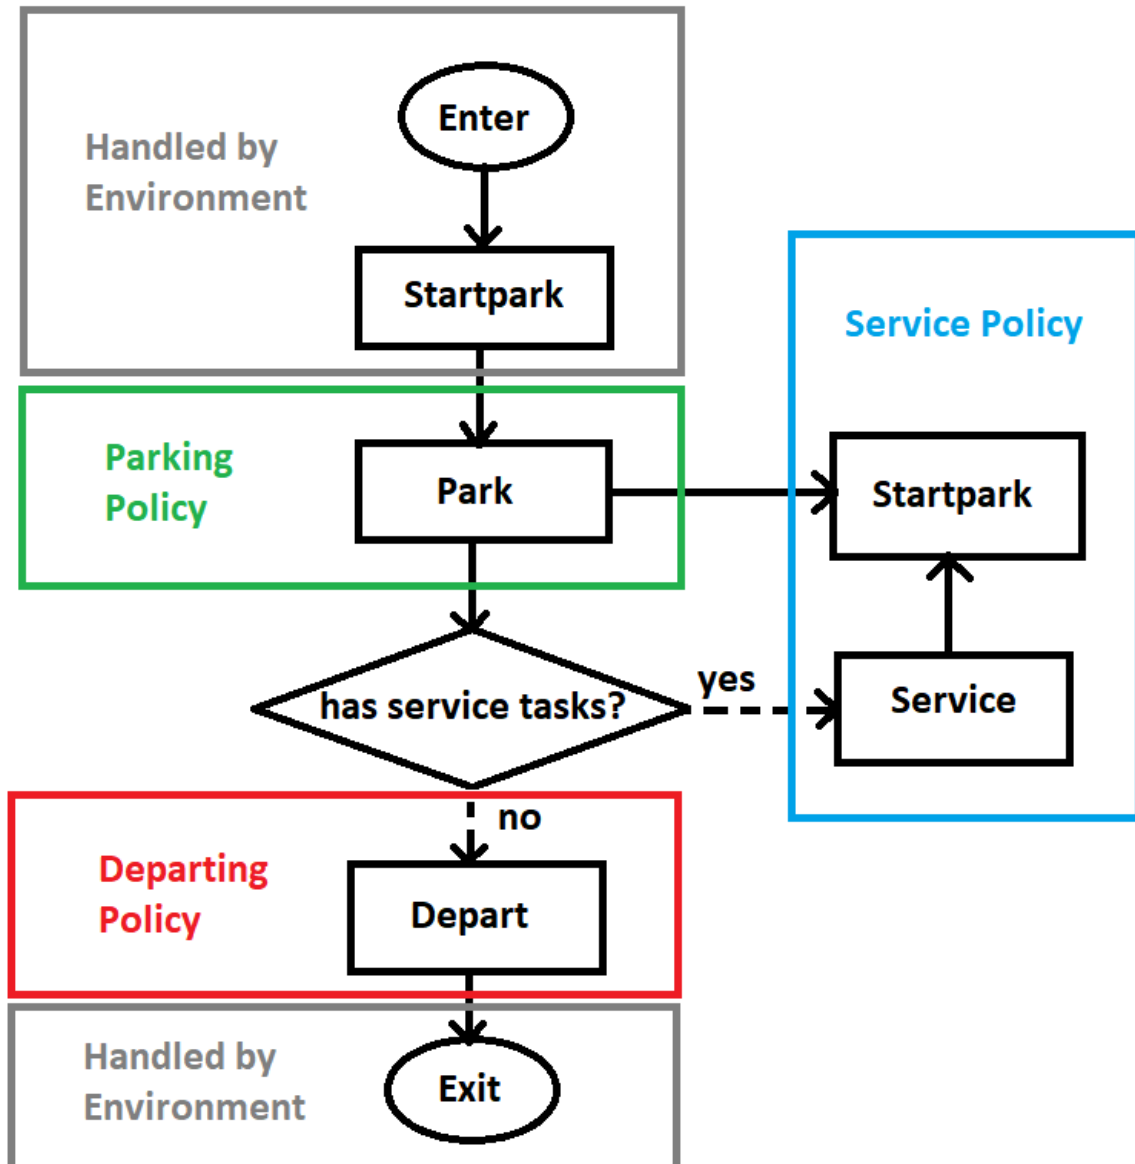 Enter
Handled by
Environment
Startpark
Service Policy
Parking
Policy
Park
Startpark
has service tasks?
yes
Service
no
Departing
Policy
Depart
Handled by
Environment
Exit